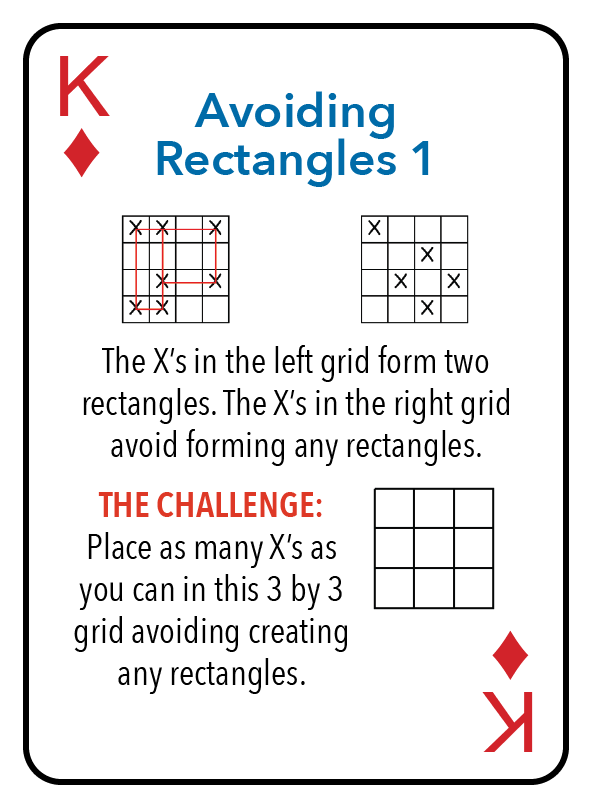 K
Avoiding
Rectangles 1
X X X
X X
X X
X
X
X X
X
The X's in the left grid form two
rectangles. The X's in the right grid
avoid forming any rectangles.
THE CHALLENGE:
Place as many X's as
you can in this 3 by 3
grid avoiding creating
any rectangles.
K